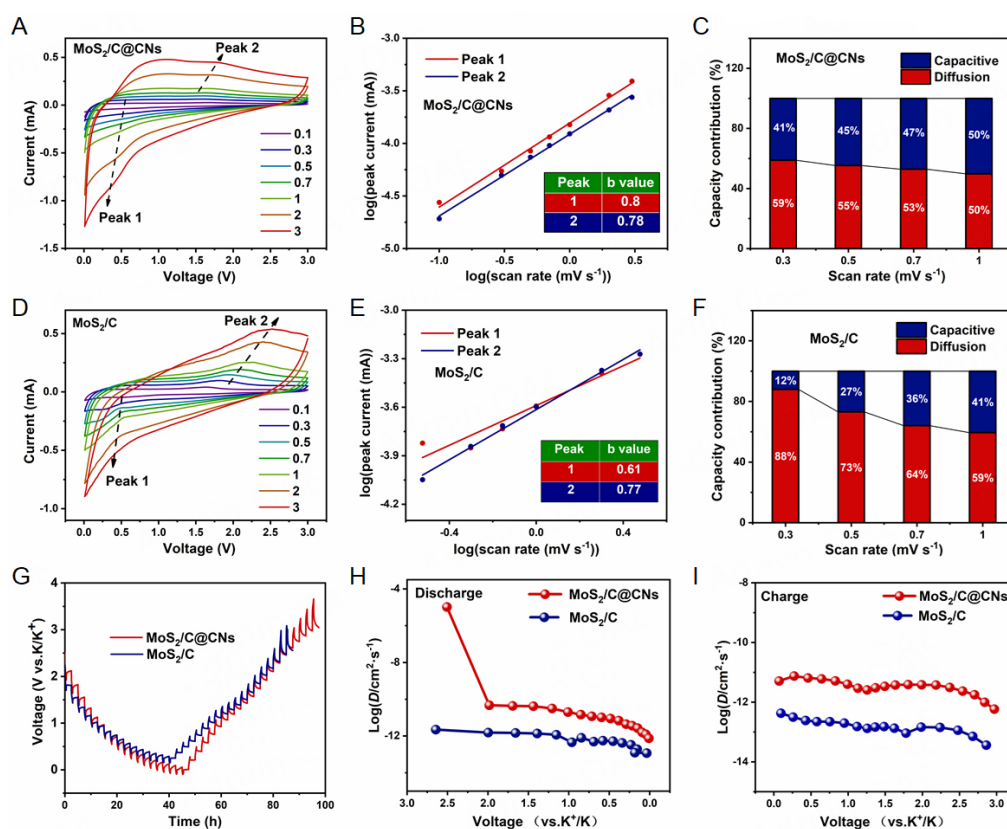 A
MoS₂/C@CNs
Peak 2
Peak 1
0.1
0.3
0.5
0.7
1
2
3
0.5
0.0
-0.5
-1.0
-1.5
0.0 0.5 1.0 1.5 2.0 2.5 3.0
Current (mA)
Voltage (V)
B
Peak 1
Peak 2
MoS₂/C@CNs
Peak b value
1 0.8
2 0.78
-3.0
-3.5
-4.0
-4.5
-5.0
-1.0 -0.5 0.0 0.5
log(peak current (mA))
log(scan rate (mV s⁻¹))
C
MoS₂/C@CNs
Capacitive
Diffusion
120
80
40
0
41% 45% 47% 50%
59% 55% 53% 50%
0.3 0.5 0.7 1
Capacity contribution (%)
Scan rate (mV s⁻¹)
D
MoS₂/C
Peak 2
Peak 1
0.1
0.3
0.5
0.7
1
2
3
0.5
0.0
-0.5
-1.0
0.0 0.5 1.0 1.5 2.0 2.5 3.0
Current (mA)
Voltage (V)
E
Peak 1
Peak 2
MoS₂/C
Peak b value
1 0.61
2 0.77
-3.0
-3.3
-3.6
-3.9
-4.2
-0.4 0.0 0.4
log(peak current (mA))
log(scan rate (mV s⁻¹))
F
MoS₂/C
Capacitive
Diffusion
120
80
40
0
12% 27% 36% 41%
88% 73% 64% 59%
0.3 0.5 0.7 1
Capacity contribution (%)
Scan rate (mV s⁻¹)
G
MoS₂/C@CNs
MoS₂/C
4
3
2
1
0
0 20 40 60 80 100
Voltage (V vs.K/K⁺)
Time (h)
H
Discharge
MoS₂/C@CNs
MoS₂/C
-4
-8
-12
3.0 2.5 2.0 1.5 1.0 0.5 0.0
Log(D/cm²·s⁻¹)
Voltage （vs.K⁺/K）
I
Charge
MoS₂/C@CNs
MoS₂/C
-8
-10
-12
-14
0.0 0.5 1.0 1.5 2.0 2.5 3.0
Log(D/cm²·s⁻¹)
Voltage （vs.K⁺/K）